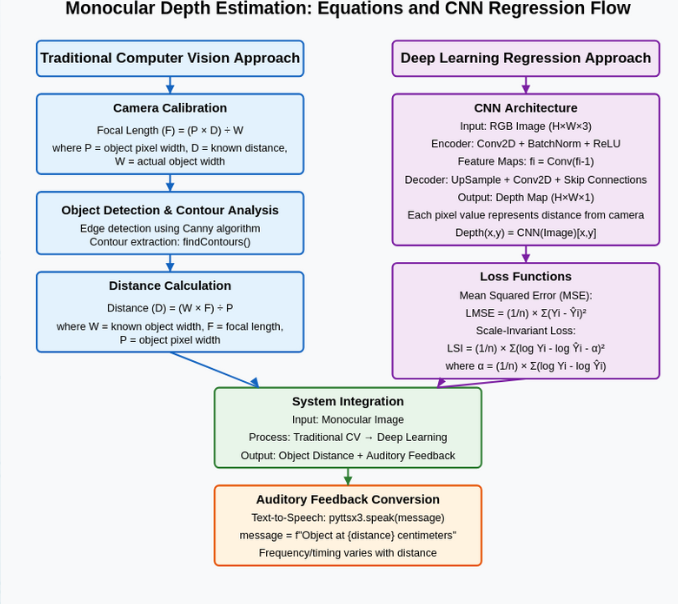 Monocular Depth Estimation: Equations and CNN Regression Flow
Traditional Computer Vision Approach
Camera Calibration
Focal Length (F) = (P × D) ÷ W
where P = object pixel width, D = known distance,
W = actual object width
Object Detection & Contour Analysis
Edge detection using Canny algorithm
Contour extraction: findContours()
Distance Calculation
Distance (D) = (W × F) ÷ P
where W = known object width, F = focal length,
P = object pixel width
Deep Learning Regression Approach
CNN Architecture
Input: RGB Image (H×W×3)
Encoder: Conv2D + BatchNorm + ReLU
Feature Maps: fi = Conv(fi-1)
Decoder: UpSample + Conv2D + Skip Connections
Output: Depth Map (H×W×1)
Each pixel value represents distance from camera
Depth(x,y) = CNN(Image)[x,y]
Loss Functions
Mean Squared Error (MSE):
LMSE = (1/n) × Σ(Yi - Ŷi)²
Scale-Invariant Loss:
LSI = (1/n) × Σ(log Yi - log Ŷi - α)²
where α = (1/n) × Σ(log Yi - log Ŷi)
System Integration
Input: Monocular Image
Process: Traditional CV → Deep Learning
Output: Object Distance + Auditory Feedback
Auditory Feedback Conversion
Text-to-Speech: pyttsx3.speak(message)
message = f"Object at {distance} centimeters"
Frequency/timing varies with distance